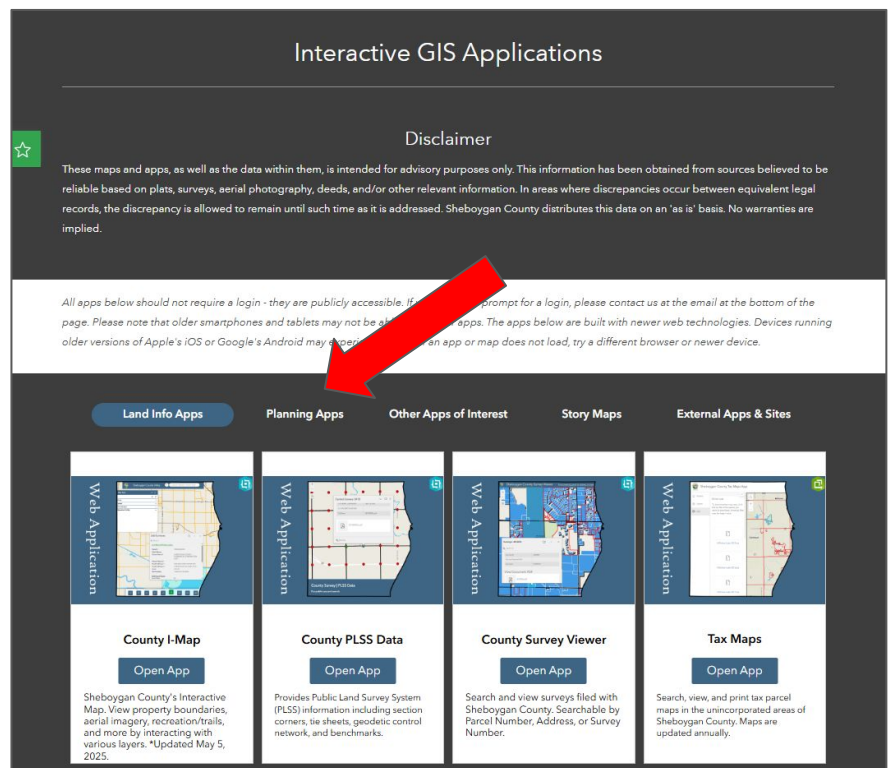 Interactive GIS Applications
Disclaimer
These maps and apps, as well as the data within them, is intended for advisory purposes only. This information has been obtained from sources believed to be
reliable based on plats, surveys, aerial photography, deeds, and/or other relevant information. In areas where discrepancies occur between equivalent legal
records, the discrepancy is allowed to remain until such time as it is addressed. Sheboygan County distributes this data on an 'as is' basis. No warranties are
implied.
All apps below should not require a login - they are publicly accessible. If prompt for a login, please contact us at the email at the bottom of the
page. Please note that older smartphones and tablets may not be apps. The apps below are built with newer web technologies. Devices running
older versions of Apple's iOS or Google's Android may an app or map does not load, try a different browser or newer device.
Land Info Apps Planning Apps Other Apps of Interest Story Maps External Apps & Sites
Web Application
Web Application
County Survey | PLSS Data
Web Application
Web Application
County I-Map
Open App
Sheboygan County's Interactive
Map. View property boundaries,
aerial imagery, recreation/trails,
and more by interacting with
various layers. *Updated May 5,
2025.
County PLSS Data
Open App
Provides Public Land Survey System
(PLSS) information including section
corners, tie sheets, geodetic control
network, and benchmarks.
County Survey Viewer
Open App
Search and view surveys filed with
Sheboygan County. Searchable by
Parcel Number, Address, or Survey
Number.
Tax Maps
Open App
Search, view, and print tax parcel
maps in the unincorporated areas of
Sheboygan County. Maps are
updated annually.